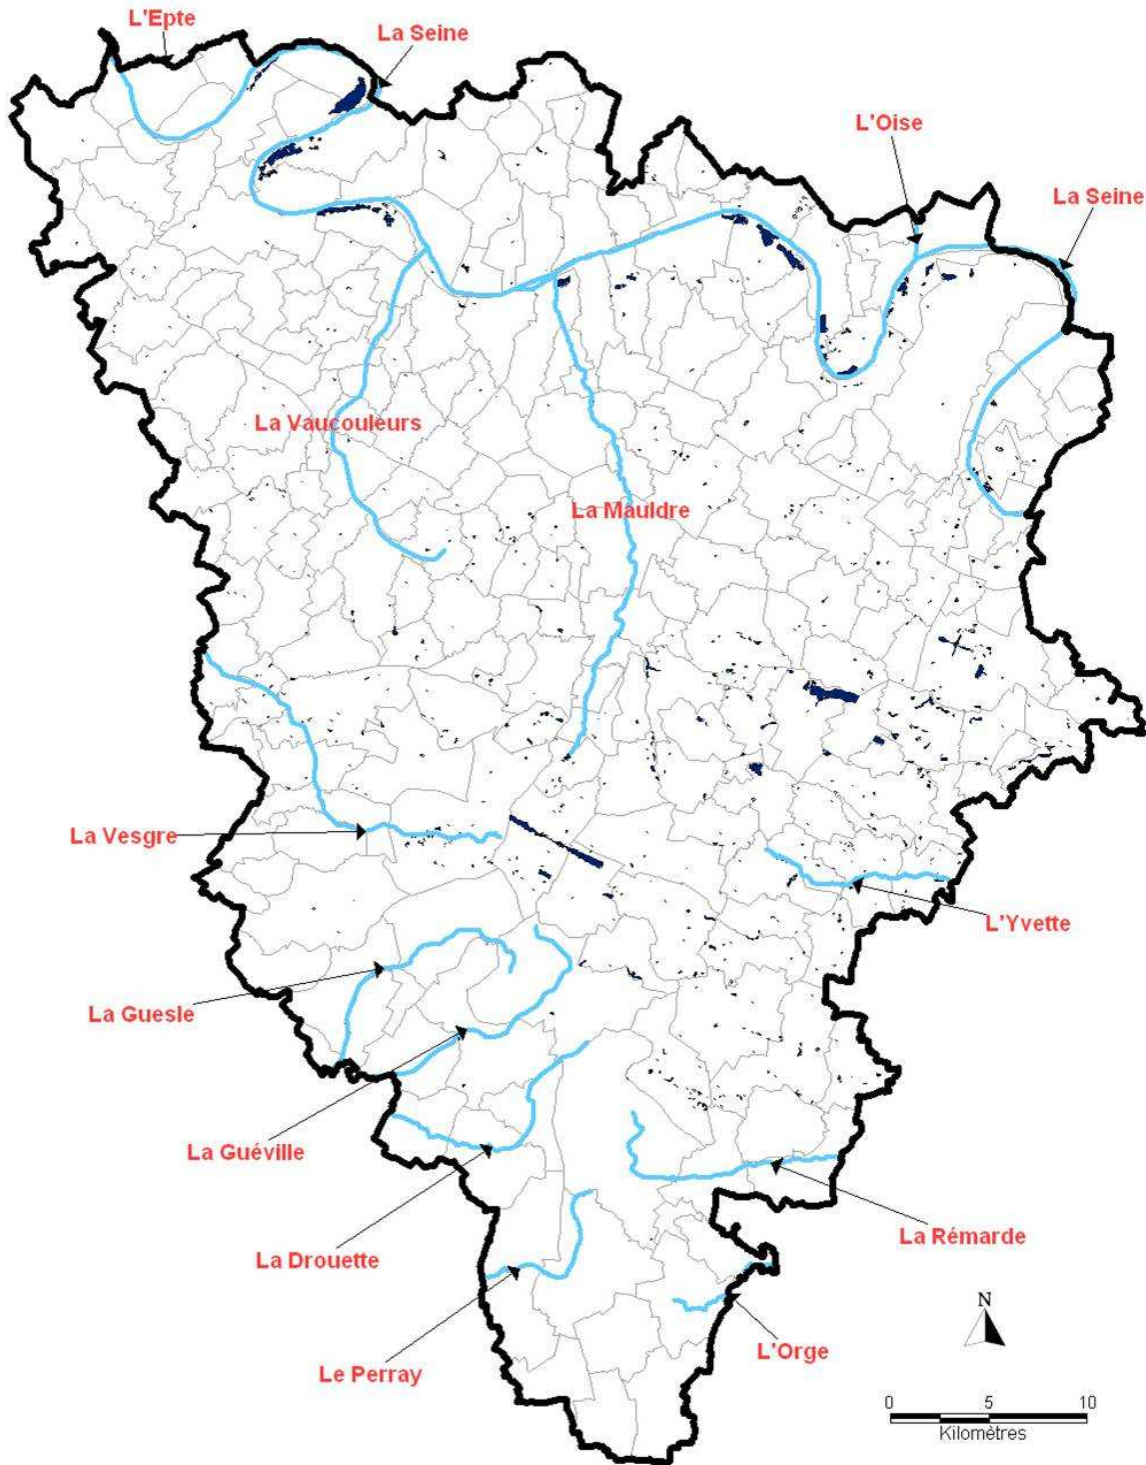 L'Epte
La Seine
L'Oise
La Seine
La Vaucouleurs
La Mauldre
La Vesgre
L'Yvette
La Guesle
La Guéville
La Rémarde
La Drouette
N
L'Orge
Le Perray
0 5 10
Kilomètres